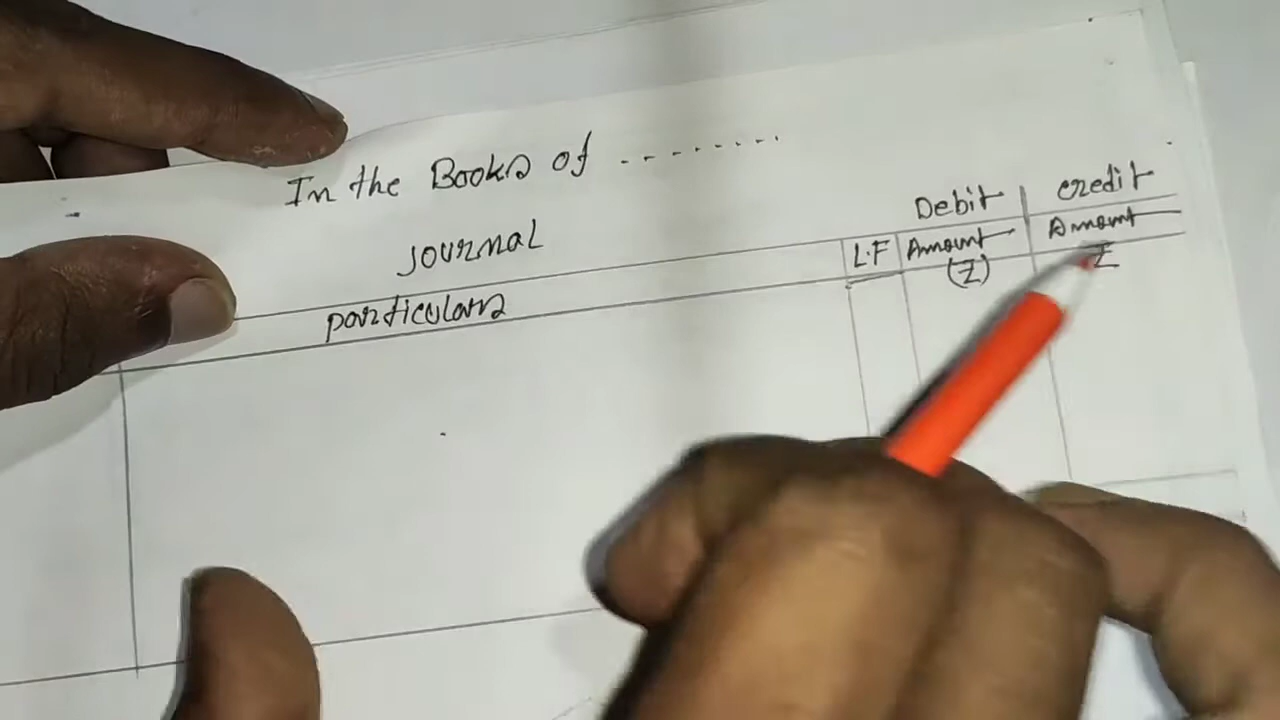 In the Books of .........
Journal
particulars L.F Debit Amount (₹) credit Amount ₹